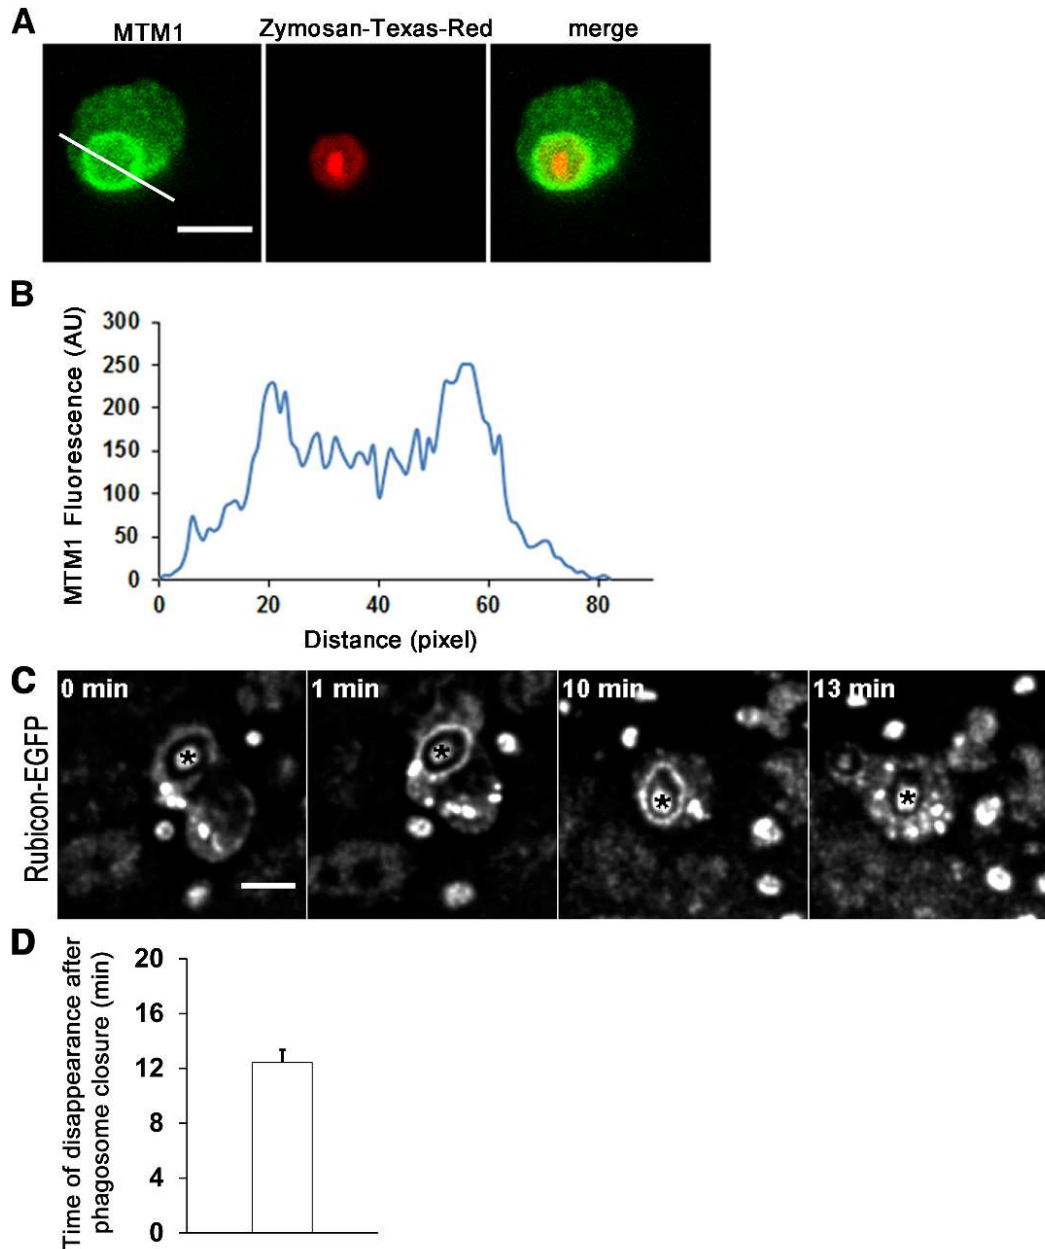 A
MTM1 Zymosan-Texas-Red merge
B
MTM1 Fluorescence (AU)
300
250
200
150
100
50
0
0 20 40 60 80
Distance (pixel)
C
Rubicon-EGFP
0 min 1 min 10 min 13 min
* * * *
D
Time of disappearance after
phagosome closure (min)
20
16
12
8
4
0